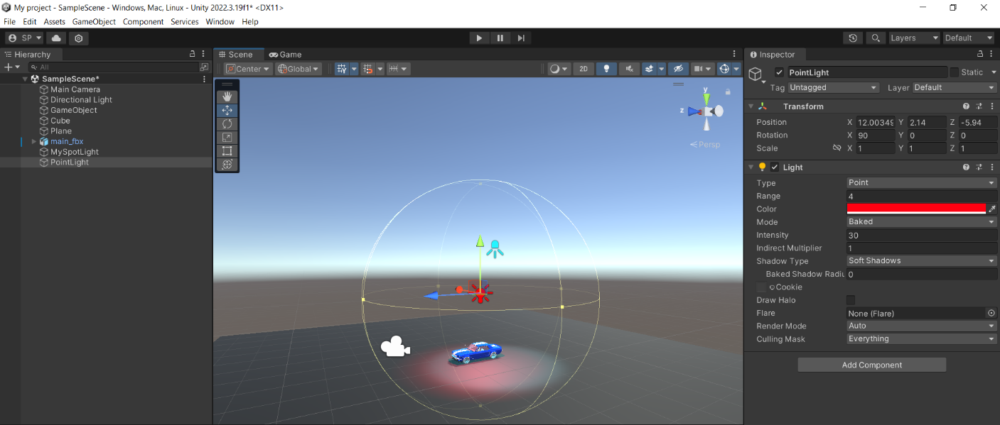 My project - SampleScene - Windows, Mac, Linux - Unity 2022.3.19f1* <DX11>
File Edit Assets GameObject Component Services Window Help
SP
Layers
Default
Hierarchy
All
SampleScene*
Main Camera
Directional Light
GameObject
Cube
Plane
main_fbx
MySpotLight
PointLight
Scene
Game
Center
Global
2D
y
z
Persp
Inspector
PointLight
Static
Tag Untagged Layer Default
Transform
Position X 12.00349 Y 2.14 Z -5.94
Rotation X 90 Y 0 Z 0
Scale X 1 Y 1 Z 1
Light
Type Point
Range 4
Color
Mode Baked
Intensity 30
Indirect Multiplier 1
Shadow Type Soft Shadows
Baked Shadow Radiu 0
Cookie
Draw Halo
Flare None (Flare)
Render Mode Auto
Culling Mask Everything
Add Component